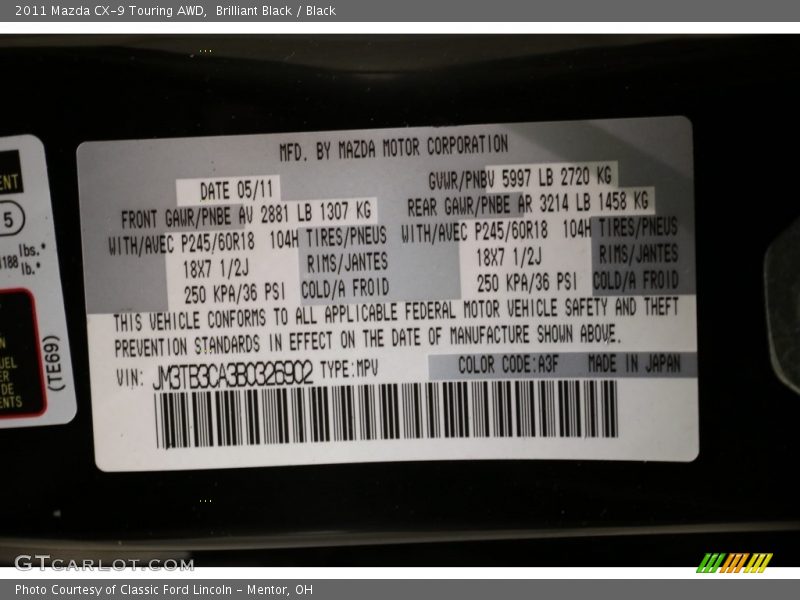 2011 Mazda CX-9 Touring AWD, Brilliant Black / Black
MFD. BY MAZDA MOTOR CORPORATION
DATE 05/11
GVWR/PNBV 5997 LB 2720 KG
FRONT GAWR/PNBE AV 2881 LB 1307 KG
REAR GAWR/PNBE AR 3214 LB 1458 KG
WITH/AVEC P245/60R18 104H TIRES/PNEUS
WITH/AVEC P245/60R18 104H TIRES/PNEUS
18X7 1/2J RIMS/JANTES
18X7 1/2J RIMS/JANTES
250 KPA/36 PSI COLD/A FROID
250 KPA/36 PSI COLD/A FROID
THIS VEHICLE CONFORMS TO ALL APPLICABLE FEDERAL MOTOR VEHICLE SAFETY AND THEFT
PREVENTION STANDARDS IN EFFECT ON THE DATE OF MANUFACTURE SHOWN ABOVE.
VIN: JM3TB3CA3B0326902 TYPE:MPV
COLOR CODE:A3F MADE IN JAPAN
5
lbs.*
lb.*
(TE69)
GTCARLOT.COM
Photo Courtesy of Classic Ford Lincoln - Mentor, OH